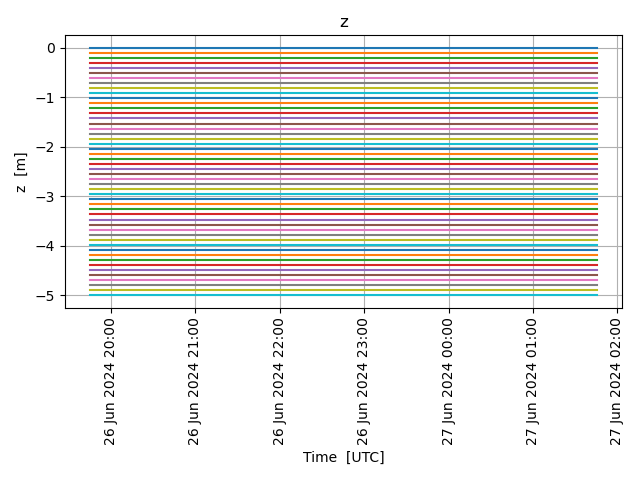 z
0
−1
−2
−3
−4
−5
z [m]
26 Jun 2024 20:00
26 Jun 2024 21:00
26 Jun 2024 22:00
26 Jun 2024 23:00
27 Jun 2024 00:00
27 Jun 2024 01:00
27 Jun 2024 02:00
Time [UTC]